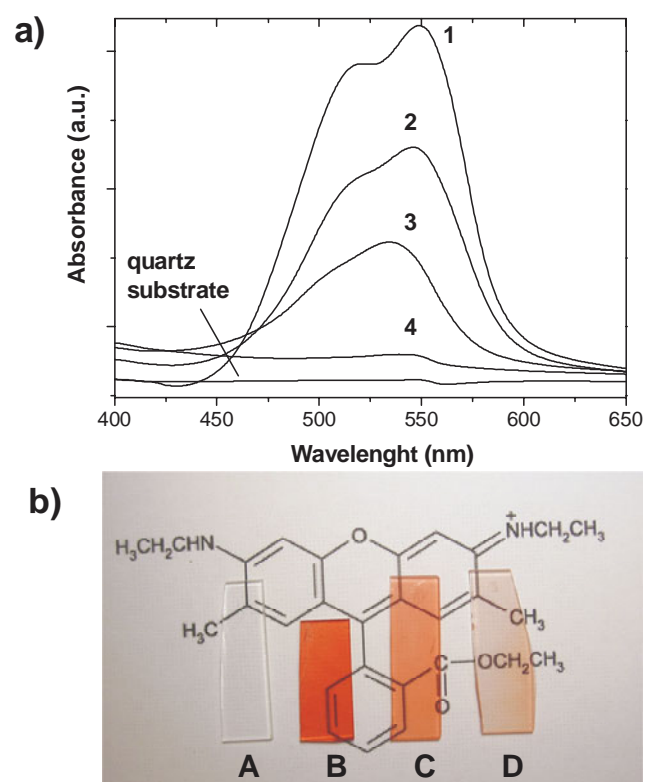 a)
1
2
3
quartz
substrate
4
Absorbance (a.u.)
400 450 500 550 600 650
Wavelenght (nm)
b)
O
+
H₃CH₂CHN
NHCH₂CH₃
H₃C
CH₃
C
OCH₂CH₃
O
A B C D